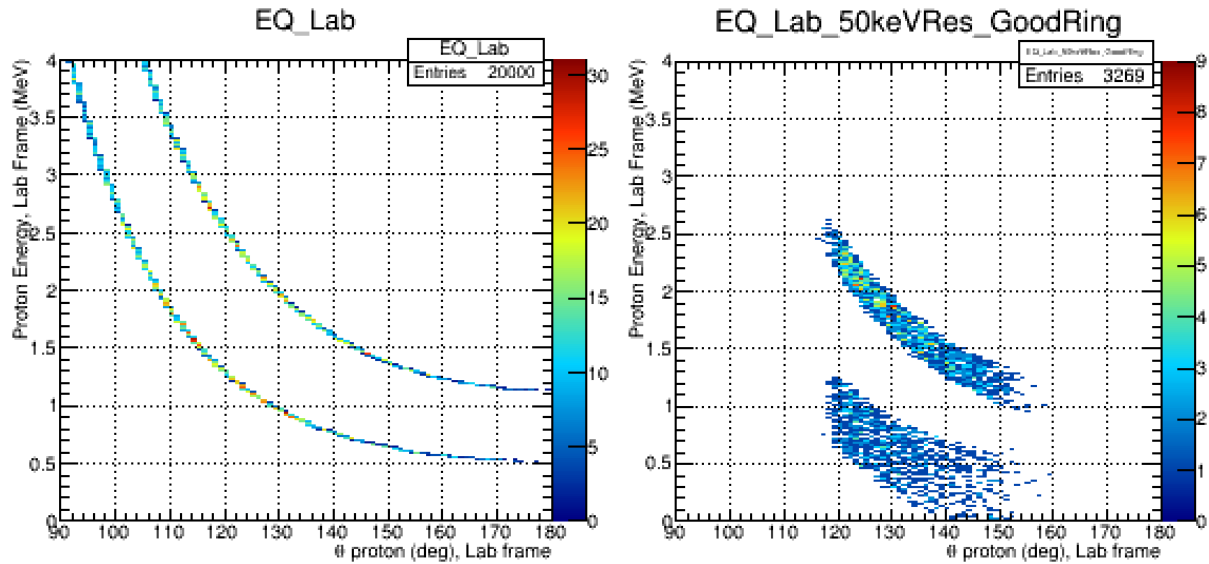 EQ_Lab
EQ_Lab
Entries 20000
Proton Energy, Lab Frame (MeV)
4
3.5
3
2.5
2
1.5
1
0.5
0
90 100 110 120 130 140 150 160 170 180
θ proton (deg), Lab frame
30
25
20
15
10
5
0
EQ_Lab_50keVRes_GoodRing
EQ_Lab_50keVRes_GoodRing
Entries 3269
Proton Energy, Lab Frame (MeV)
4
3.5
3
2.5
2
1.5
1
0.5
0
90 100 110 120 130 140 150 160 170 180
θ proton (deg), Lab frame
9
8
7
6
5
4
3
2
1
0